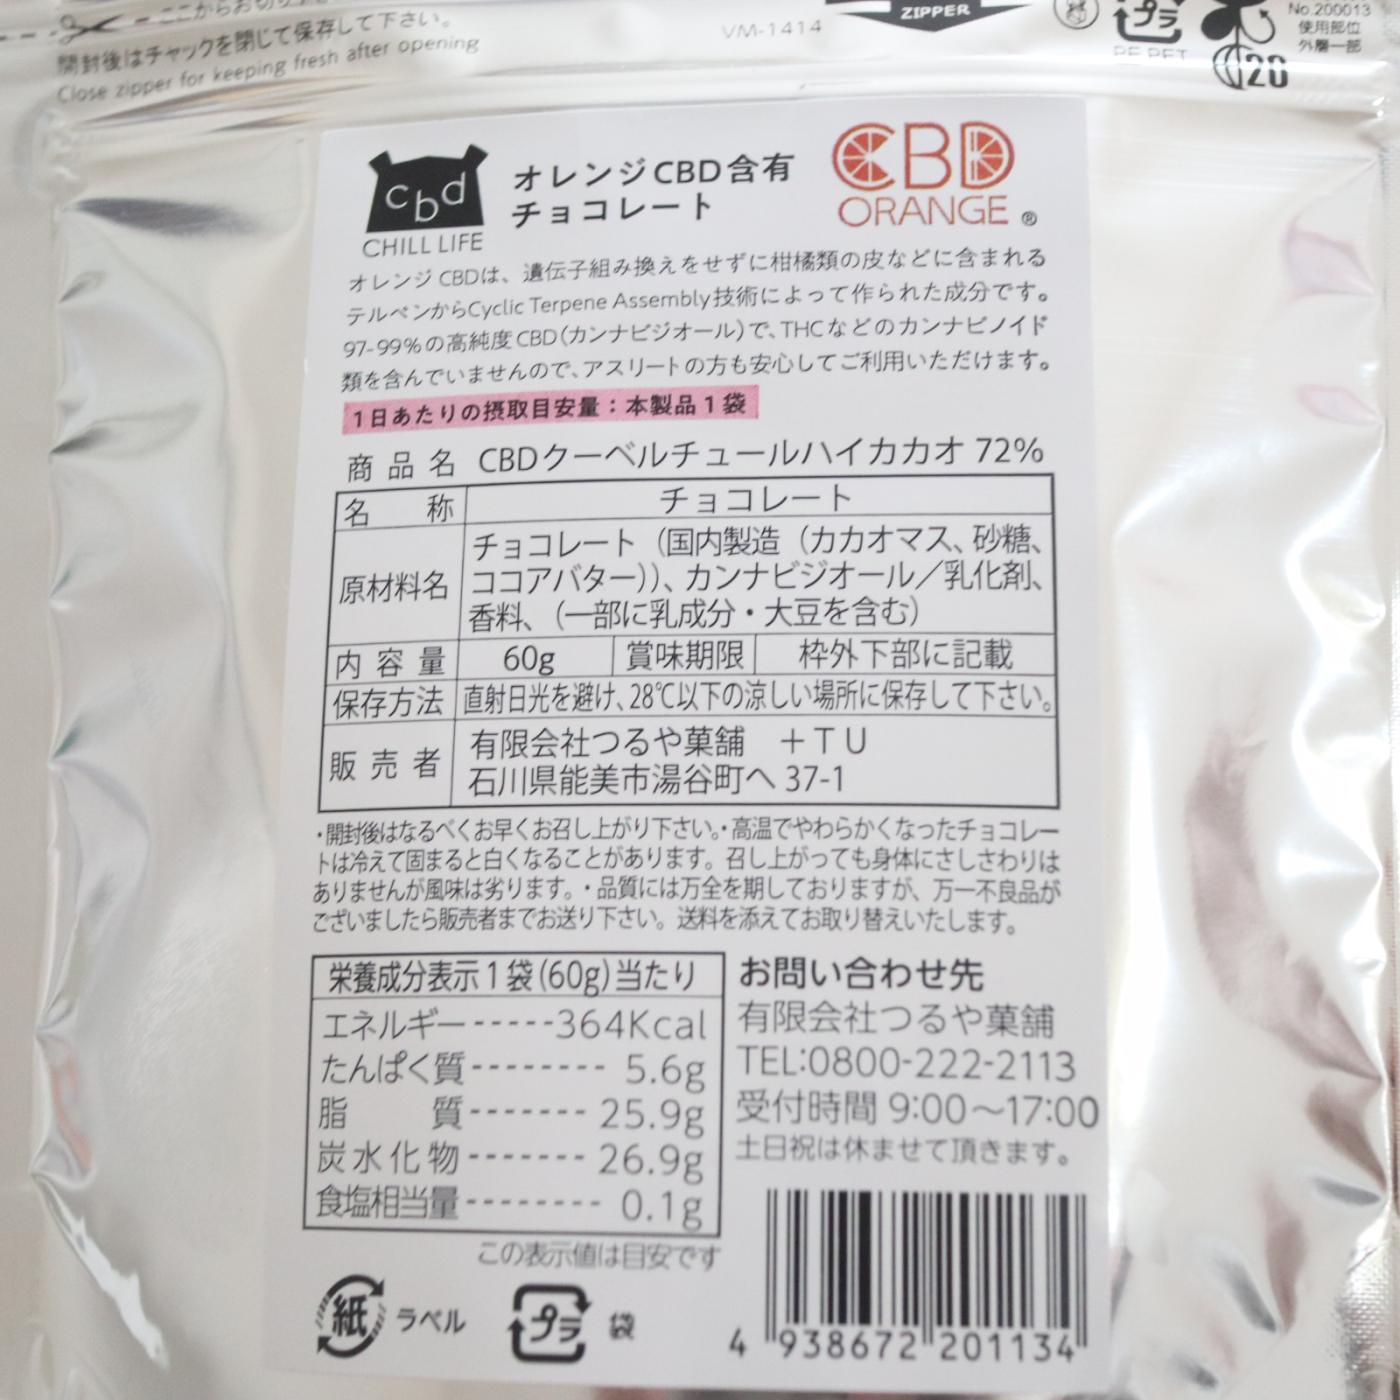 開封後はチャックを閉じて保存して下さい。
Close zipper for keeping fresh after opening
VM-1414
ZIPPER
プラ
PE PET
20
No.200013
使用部位
外層一部
cbd
CHILL LIFE
オレンジCBD含有
チョコレート
CBD
ORANGE ®
オレンジ CBDは、遺伝子組み換えをせずに柑橘類の皮などに含まれる
テルペンからCyclic Terpene Assembly技術によって作られた成分です。
97-99%の高純度CBD(カンナビジオール)で、THCなどのカンナビノイド
類を含んでいませんので、アスリートの方も安心してご利用いただけます。
1日あたりの摂取目安量:本製品1袋
商品名 CBDクーベルチュールハイカカオ 72%
名称 チョコレート
原材料名 チョコレート(国内製造(カカオマス、砂糖、
ココアバター))、カンナビジオール/乳化剤、
香料、(一部に乳成分・大豆を含む)
内容量 60g 賞味期限 枠外下部に記載
保存方法 直射日光を避け、28℃以下の涼しい場所に保存して下さい。
販売者 有限会社つるや菓舗 +TU
石川県能美市湯谷町ヘ 37-1
・開封後はなるべくお早くお召し上がり下さい。・高温でやわらかくなったチョコレー
トは冷えて固まると白くなることがあります。召し上がっても身体にさしさわりは
ありませんが風味は劣ります。・品質には万全を期しておりますが、万一不良品が
ございましたら販売者までお送り下さい。送料を添えてお取り替えいたします。
栄養成分表示1袋(60g)当たり
エネルギー-----364Kcal
たんぱく質-------- 5.6g
脂質------- 25.9g
炭水化物------- 26.9g
食塩相当量-------- 0.1g
この表示値は目安です
お問い合わせ先
有限会社つるや菓舗
TEL:0800-222-2113
受付時間 9:00〜17:00
土日祝は休ませて頂きます。
紙 ラベル
プラ 袋
4 938672 201134